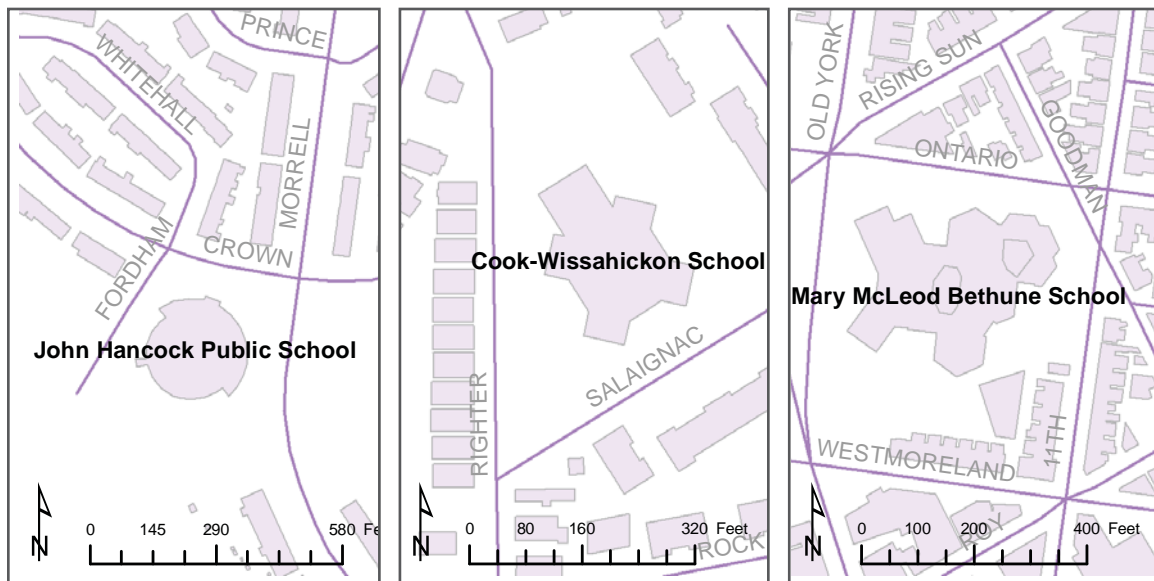 PRINCE
WHITEHALL
MORRELL
FORDHAM
CROWN
John Hancock Public School
N
0 145 290 580 Fe
Cook-Wissahickon School
SALAIGNAC
RIGHTER
N
0 80 160 320 Feet
ROCK
OLD YORK
RISING SUN
GOODMAN
ONTARIO
Mary McLeod Bethune School
11TH
WESTMORELAND
ROY
N
0 100 200 400 Feet